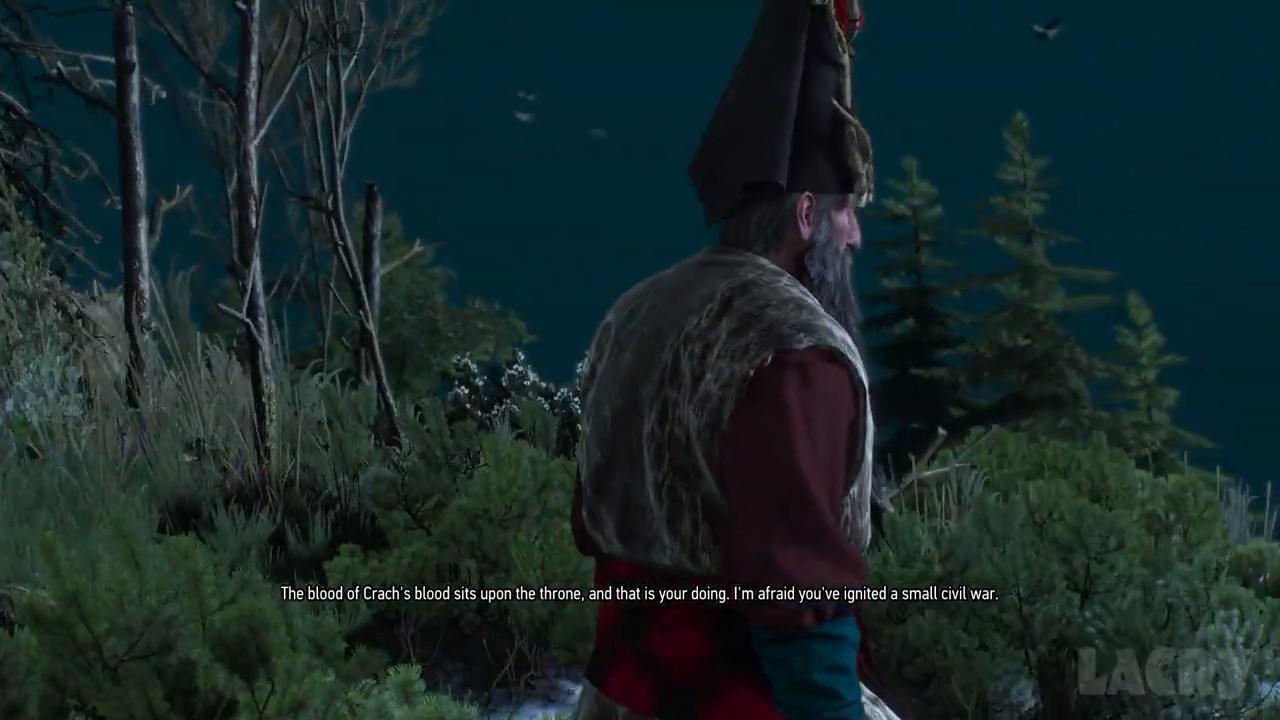 The blood of Crach's blood sits upon the throne, and that is your doing. I'm afraid you've ignited a small civil war.
LACRY